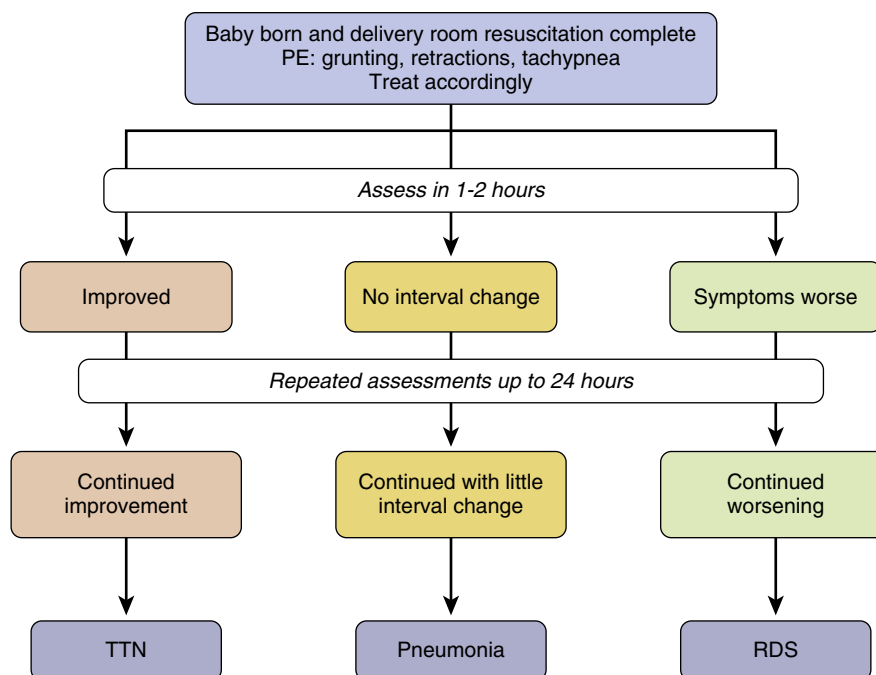 Baby born and delivery room resuscitation complete
PE: grunting, retractions, tachypnea
Treat accordingly
Assess in 1-2 hours
Improved
No interval change
Symptoms worse
Repeated assessments up to 24 hours
Continued
improvement
Continued with little
interval change
Continued
worsening
TTN
Pneumonia
RDS